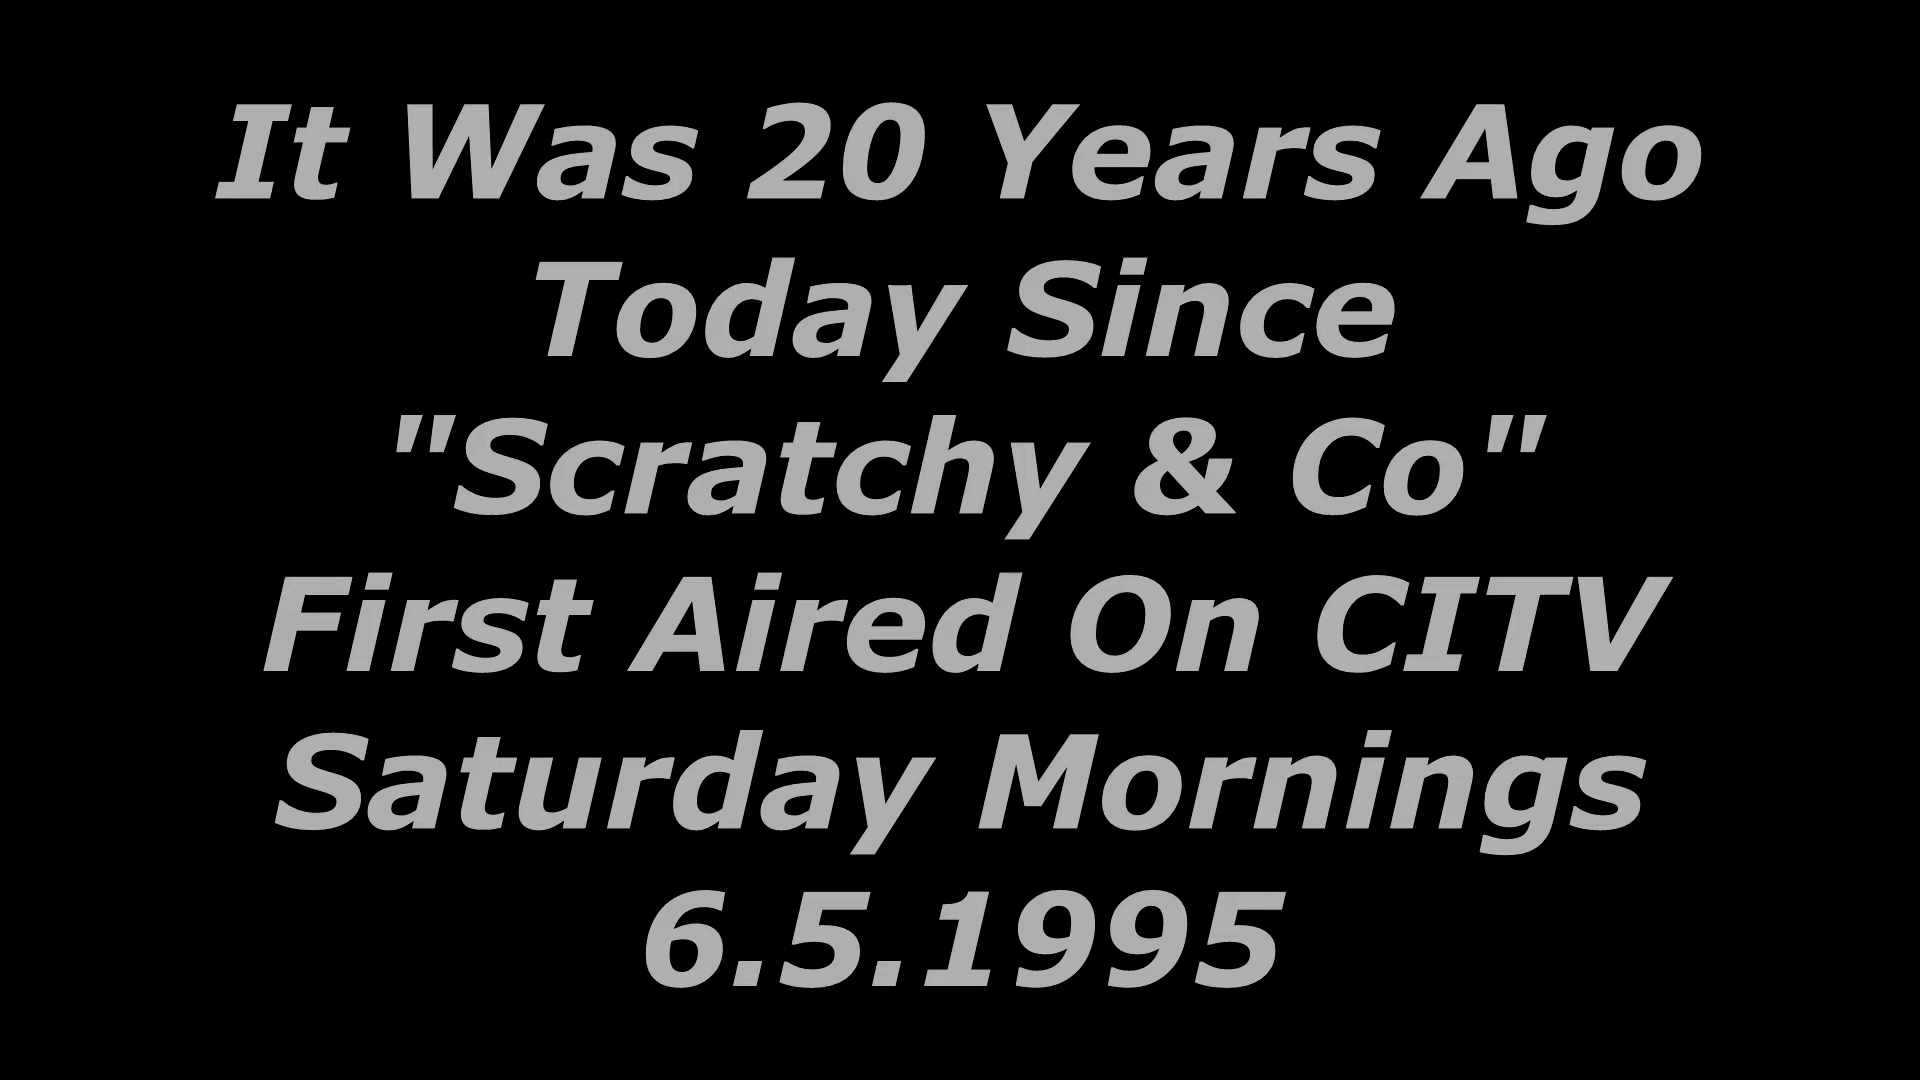 It Was 20 Years Ago
Today Since
"Scratchy & Co"
First Aired On CITV
Saturday Mornings
6.5.1995